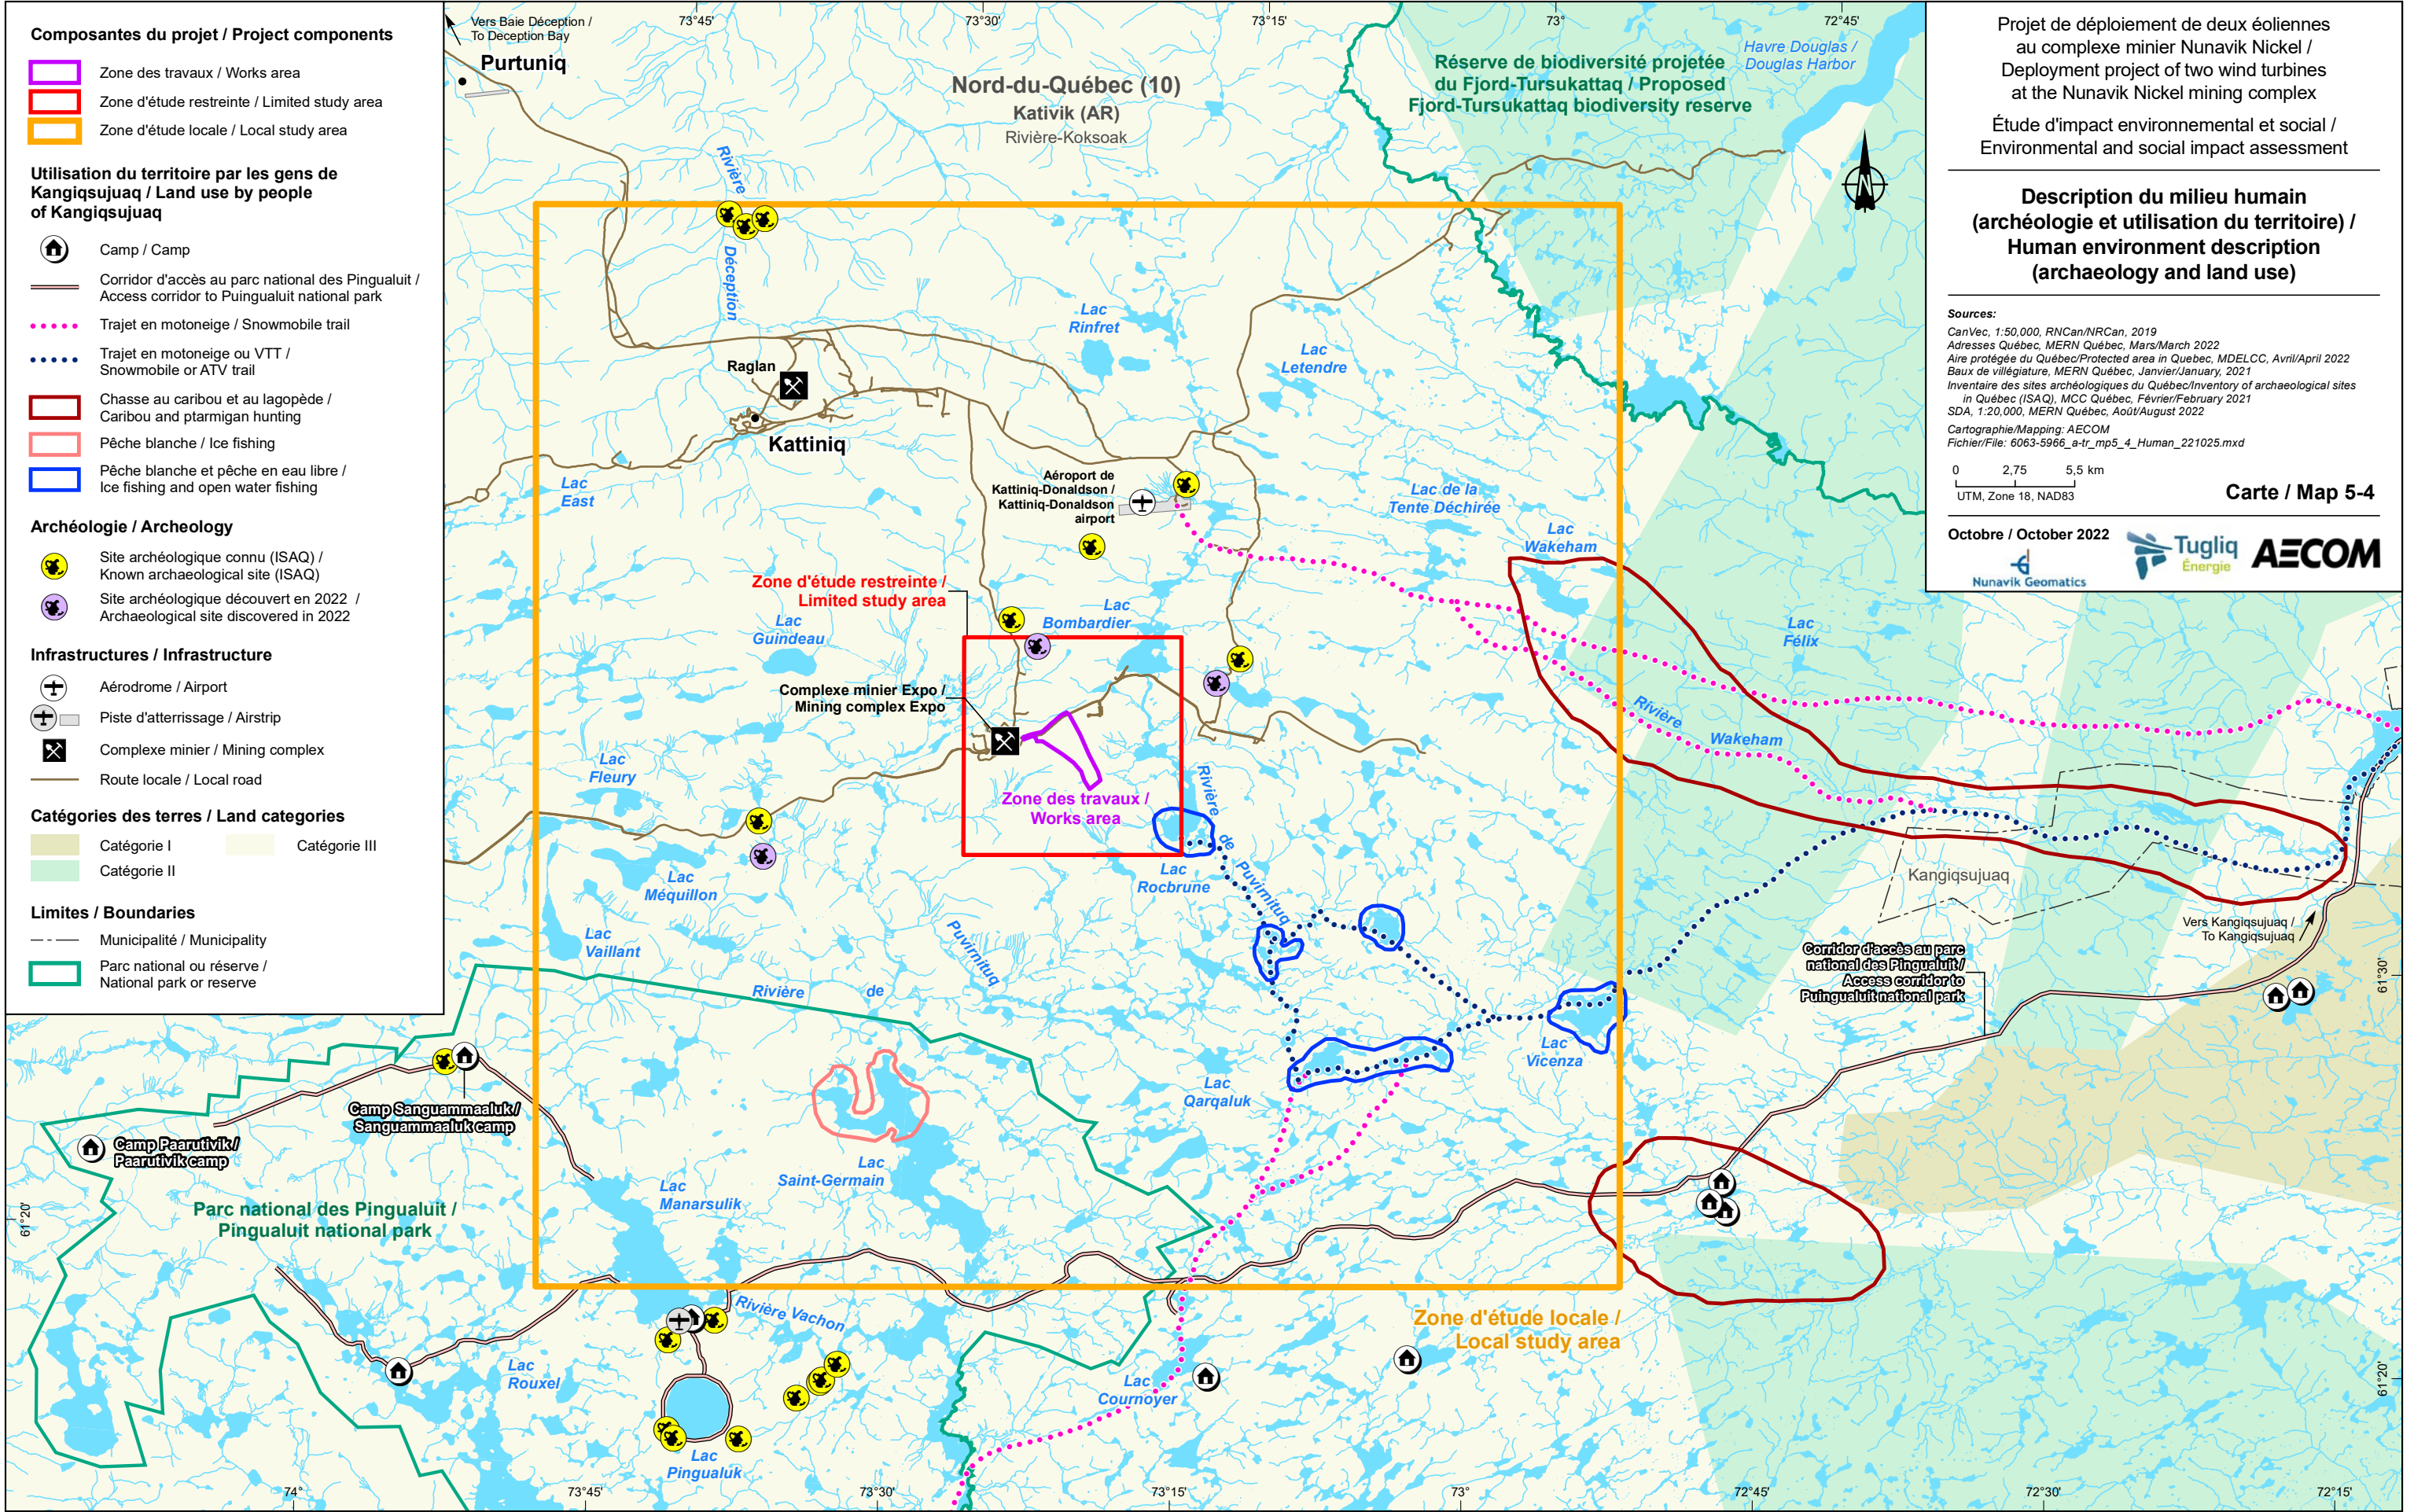 Composantes du projet / Project components
Zone des travaux / Works area
Zone d'étude restreinte / Limited study area
Zone d'étude locale / Local study area
Utilisation du territoire par les gens de
Kangiqsujuaq / Land use by people
of Kangiqsujuaq
Camp / Camp
Corridor d'accès au parc national des Pingualuit /
Access corridor to Puingualuit national park
Trajet en motoneige / Snowmobile trail
Trajet en motoneige ou VTT /
Snowmobile or ATV trail
Chasse au caribou et au lagopède /
Caribou and ptarmigan hunting
Pêche blanche / Ice fishing
Pêche blanche et pêche en eau libre /
Ice fishing and open water fishing
Archéologie / Archeology
Site archéologique connu (ISAQ) /
Known archaeological site (ISAQ)
Site archéologique découvert en 2022 /
Archaeological site discovered in 2022
Infrastructures / Infrastructure
Aérodrome / Airport
Piste d'atterrissage / Airstrip
Complexe minier / Mining complex
Route locale / Local road
Catégories des terres / Land categories
Catégorie I
Catégorie III
Catégorie II
Limites / Boundaries
Municipalité / Municipality
Parc national ou réserve /
National park or reserve
73°45'
73°30'
73°15'
73°
72°45'
Vers Baie Déception /
To Deception Bay
Purtuniq
Nord-du-Québec (10)
Kativik (AR)
Rivière-Koksoak
Réserve de biodiversité projetée
du Fjord-Tursukattaq / Proposed
Fjord-Tursukattaq biodiversity reserve
Havre Douglas /
Douglas Harbor
Rivière
Déception
Lac
Rinfret
Lac
Letendre
Raglan
Kattiniq
Lac
East
Aéroport de
Kattiniq-Donaldson /
Kattiniq-Donaldson
airport
Lac de la
Tente Déchirée
Lac
Wakeham
Zone d'étude restreinte /
Limited study area
Lac
Bombardier
Lac
Guindeau
Lac
Félix
Complexe minier Expo /
Mining complex Expo
Rivière
Wakeham
Lac
Fleury
Zone des travaux /
Works area
Rivière de Puvirnituq
Lac
Rocbrune
Lac
Méquillon
Kangiqsujuaq
Vers Kangiqsujuaq /
To Kangiqsujuaq
Lac
Vaillant
Puvirnituq
Rivière de
Corridor d'accès au parc
national des Pingualuit /
Access corridor to
Puingualuit national park
61°30'
Lac
Vicenza
Lac
Qarqaluk
Camp Sanguammaaluk /
Sanguammaaluk camp
Camp Paarutivik /
Paarutivik camp
Lac
Saint-Germain
Lac
Manarsulik
Parc national des Pingualuit /
Pingualuit national park
61°20'
Rivière Vachon
Zone d'étude locale /
Local study area
Lac
Rouxel
Lac
Cournoyer
61°20'
Lac
Pingualuk
74°
73°45'
73°30'
73°15'
73°
72°45'
72°30'
72°15'
N
Projet de déploiement de deux éoliennes
au complexe minier Nunavik Nickel /
Deployment project of two wind turbines
at the Nunavik Nickel mining complex
Étude d'impact environnemental et social /
Environmental and social impact assessment
Description du milieu humain
(archéologie et utilisation du territoire) /
Human environment description
(archaeology and land use)
Sources:
CanVec, 1:50,000, RNCan/NRCan, 2019
Adresses Québec, MERN Québec, Mars/March 2022
Aire protégée du Québec/Protected area in Quebec, MDELCC, Avril/April 2022
Baux de villégiature, MERN Québec, Janvier/January, 2021
Inventaire des sites archéologiques du Québec/Inventory of archaeological sites
in Québec (ISAQ), MCC Québec, Février/February 2021
SDA, 1:20,000, MERN Québec, Août/August 2022
Cartographie/Mapping: AECOM
Fichier/File: 6063-5966_a-tr_mp5_4_Human_221025.mxd
0 2,75 5,5 km
UTM, Zone 18, NAD83
Carte / Map 5-4
Octobre / October 2022
Nunavik Geomatics
Tugliq
Énergie
AECOM